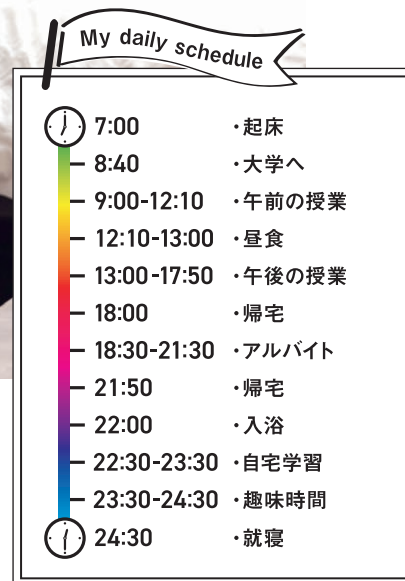 My daily schedule
7:00 ・起床
8:40 ・大学へ
9:00-12:10 ・午前の授業
12:10-13:00 ・昼食
13:00-17:50 ・午後の授業
18:00 ・帰宅
18:30-21:30 ・アルバイト
21:50 ・帰宅
22:00 ・入浴
22:30-23:30 ・自宅学習
23:30-24:30 ・趣味時間
24:30 ・就寝